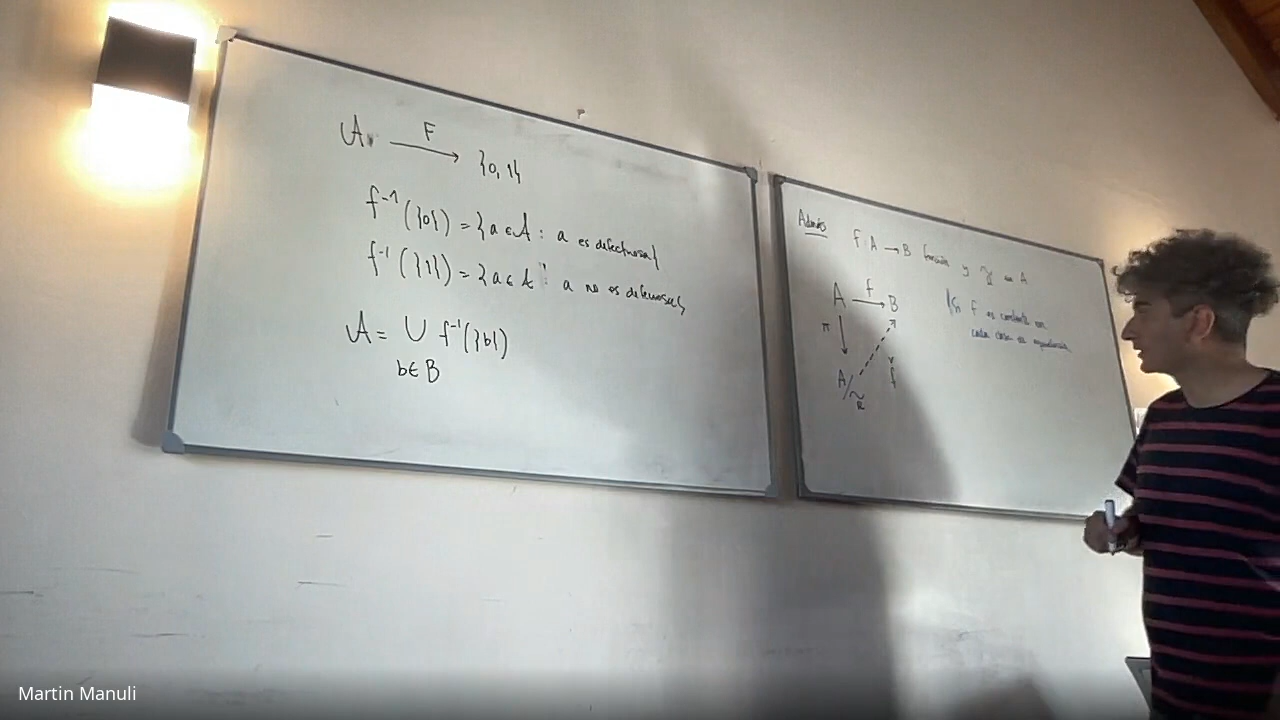 A F {0, 1}
f⁻¹({0}) = {a ∈ A : a es defectuosa}
f⁻¹({1}) = {a ∈ A : a no es defectuosa}
A = ∪ f⁻¹({b})
b ∈ B
Además
f A → B función y en A
A f B
π
A/~R f
Si f es constante en
cada clase de equivalencia
Martin Manuli